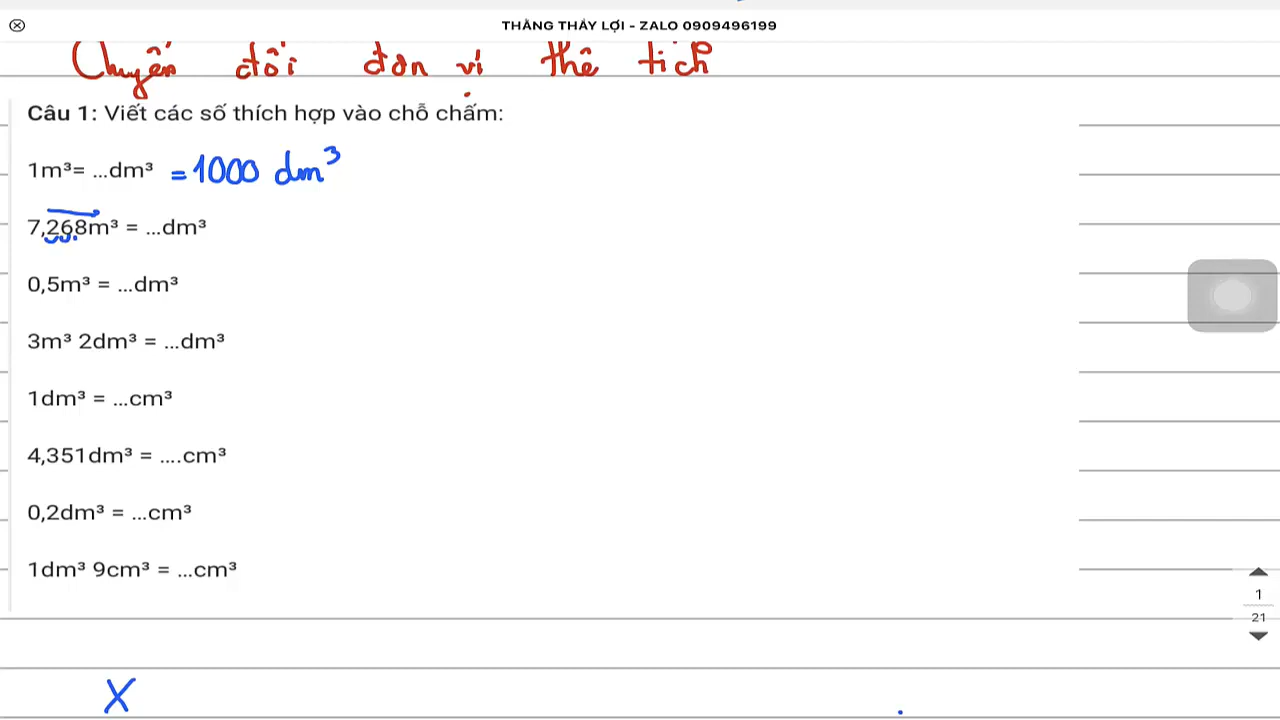 THẮNG THẦY LỢI - ZALO 0909496199
Chuyển đổi đơn vị thể tích
Câu 1: Viết các số thích hợp vào chỗ chấm:
1m³= ...dm³ = 1000 dm³
7,268m³ = ...dm³
0,5m³ = ...dm³
3m³ 2dm³ = ...dm³
1dm³ = ...cm³
4,351dm³ = ....cm³
0,2dm³ = ...cm³
1dm³ 9cm³ = ...cm³
1
21
X